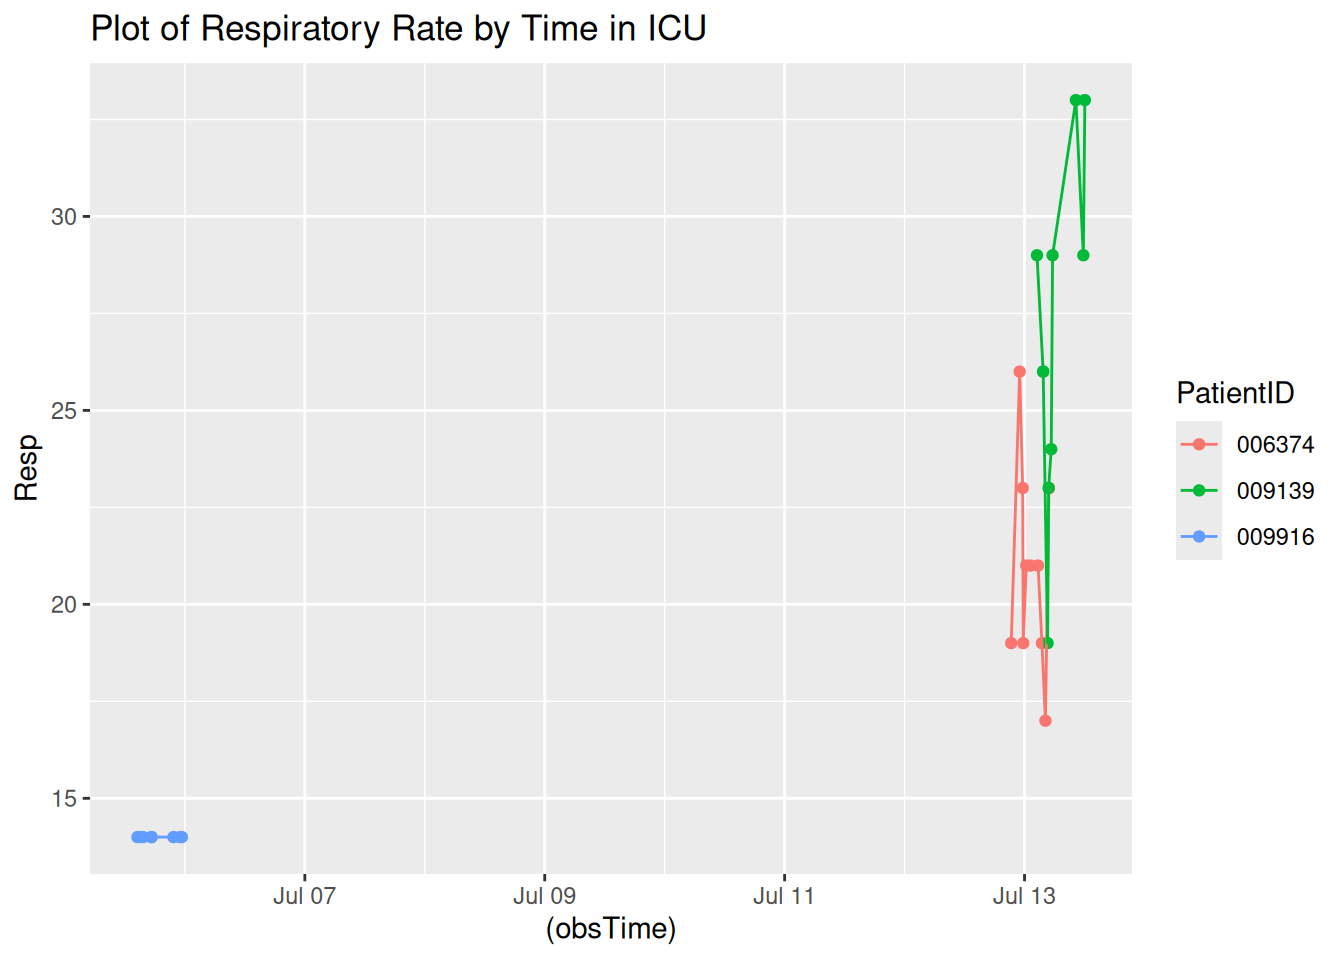 Plot of Respiratory Rate by Time in ICU
Resp
30
25
20
15
Jul 07 Jul 09 Jul 11 Jul 13
(obsTime)
PatientID
006374
009139
009916